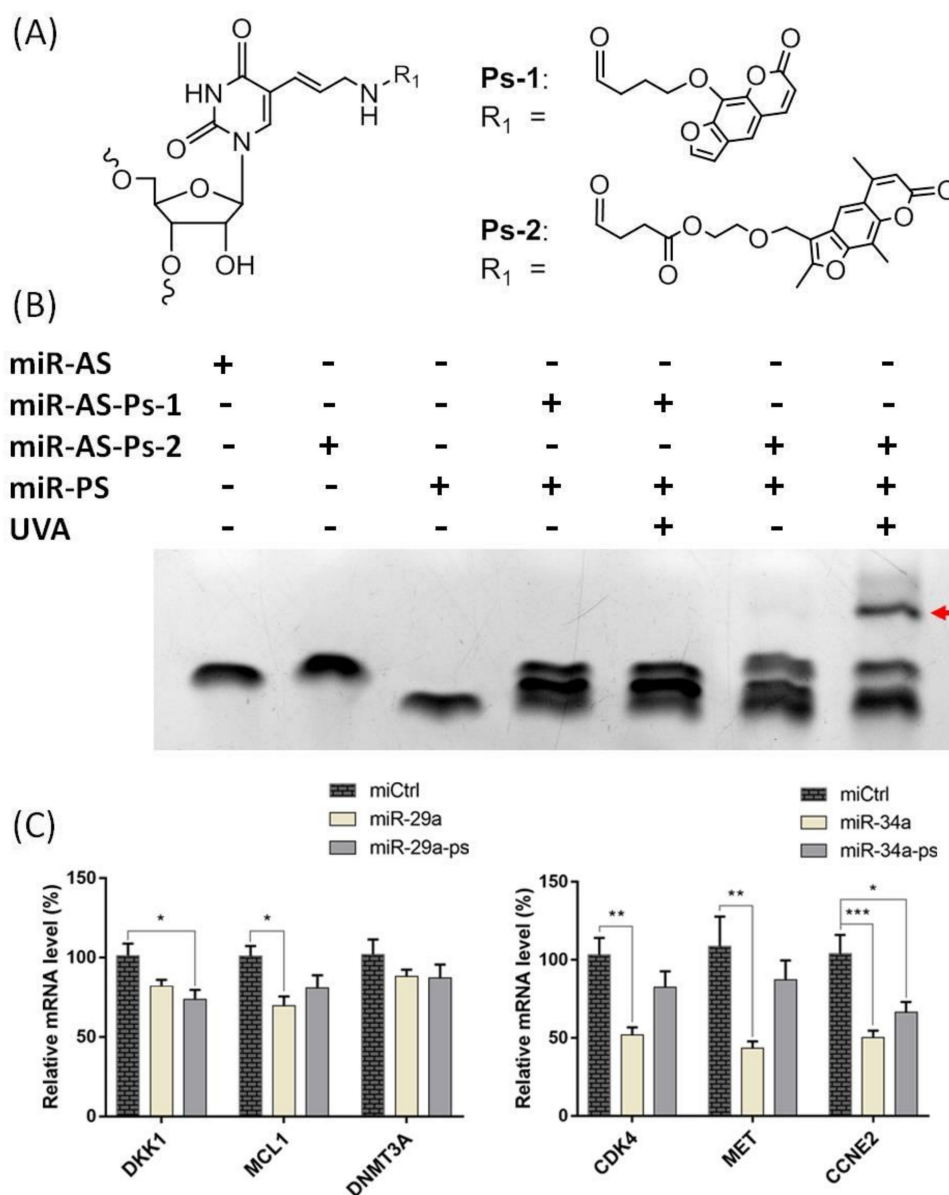 (A)
O
HN
O
N
N
H
R1
O
O
O
OH
Ps-1:
R1 =
O
O
O
O
O
Ps-2:
R1 =
O
O
O
O
O
O
O
(B)
miR-AS + - - - - - -
miR-AS-Ps-1 - - - + + - -
miR-AS-Ps-2 - + - - - + +
miR-PS - - + + + + +
UVA - - - - + - +
(C)
miCtrl
miR-29a
miR-29a-ps
Relative mRNA level (%)
150
100
50
0
* *
DKK1 MCL1 DNMT3A
miCtrl
miR-34a
miR-34a-ps
Relative mRNA level (%)
150
100
50
0
** ** *** *
CDK4 MET CCNE2